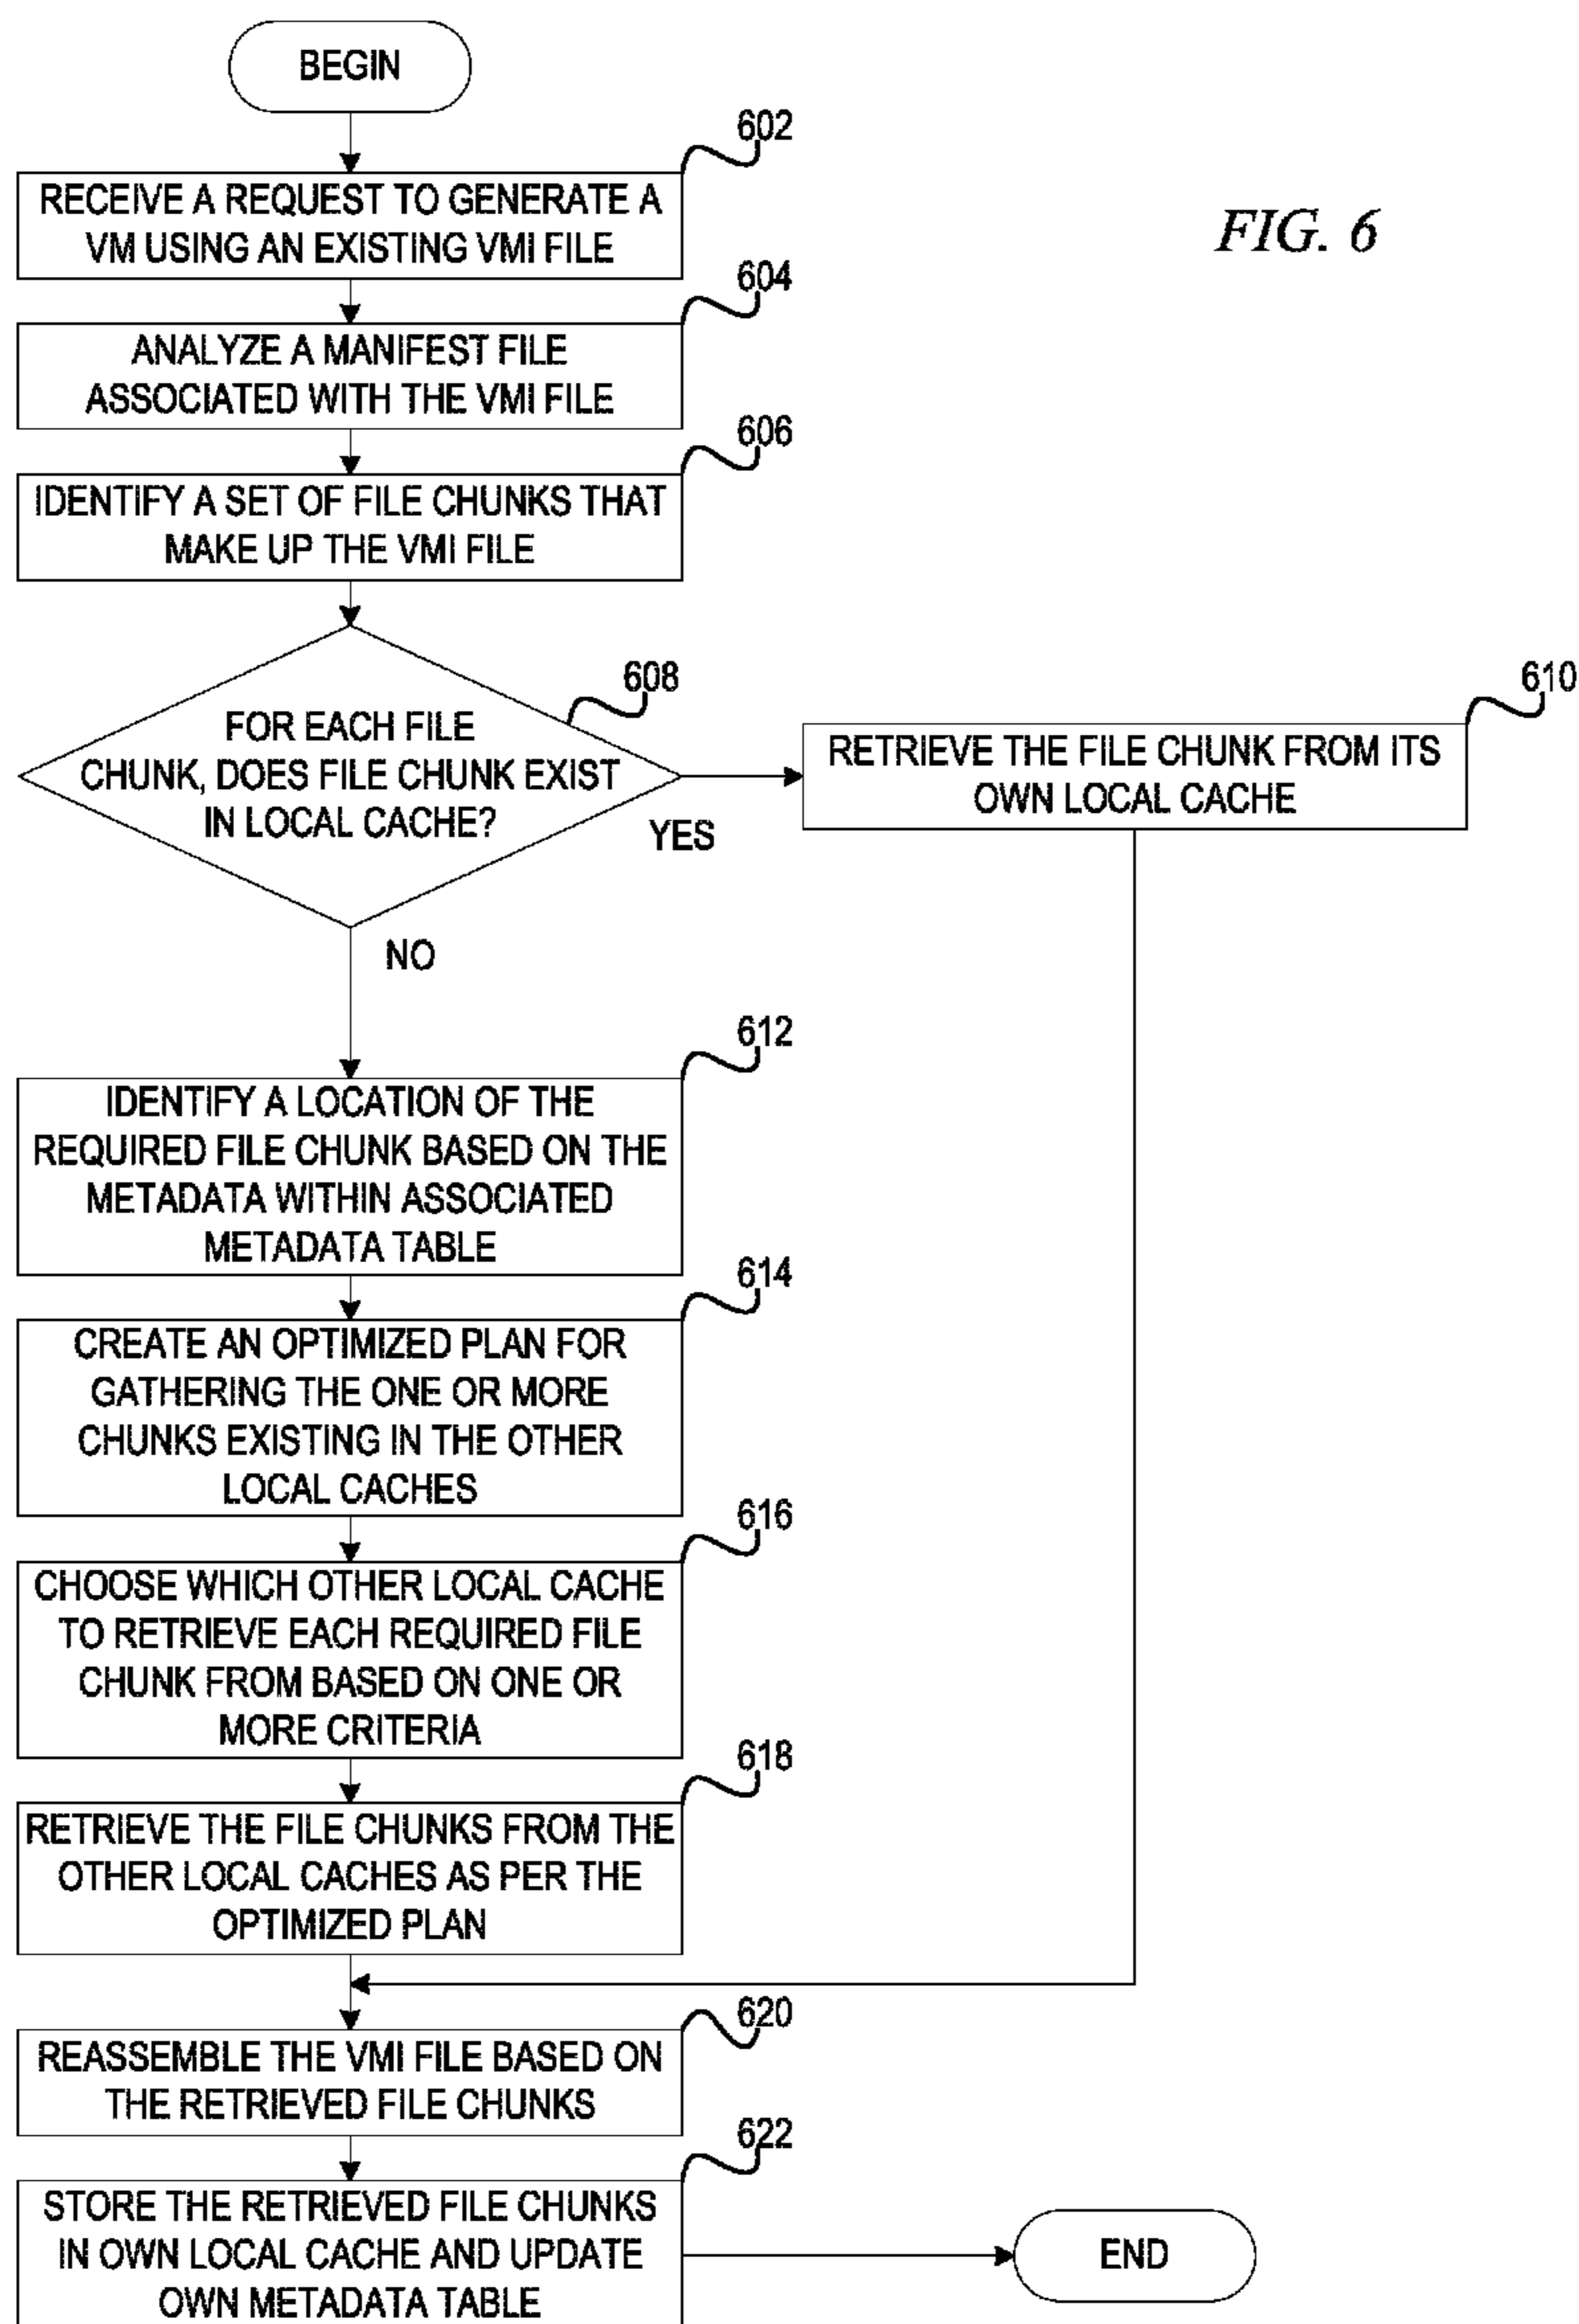 BEGIN
602
RECEIVE A REQUEST TO GENERATE A
VM USING AN EXISTING VMI FILE
FIG. 6
604
ANALYZE A MANIFEST FILE
ASSOCIATED WITH THE VMI FILE
606
IDENTIFY A SET OF FILE CHUNKS THAT
MAKE UP THE VMI FILE
608
FOR EACH FILE
CHUNK, DOES FILE CHUNK EXIST
IN LOCAL CACHE?
YES
610
RETRIEVE THE FILE CHUNK FROM ITS
OWN LOCAL CACHE
NO
612
IDENTIFY A LOCATION OF THE
REQUIRED FILE CHUNK BASED ON THE
METADATA WITHIN ASSOCIATED
METADATA TABLE
614
CREATE AN OPTIMIZED PLAN FOR
GATHERING THE ONE OR MORE
CHUNKS EXISTING IN THE OTHER
LOCAL CACHES
616
CHOOSE WHICH OTHER LOCAL CACHE
TO RETRIEVE EACH REQUIRED FILE
CHUNK FROM BASED ON ONE OR
MORE CRITERIA
618
RETRIEVE THE FILE CHUNKS FROM THE
OTHER LOCAL CACHES AS PER THE
OPTIMIZED PLAN
620
REASSEMBLE THE VMI FILE BASED ON
THE RETRIEVED FILE CHUNKS
622
STORE THE RETRIEVED FILE CHUNKS
IN OWN LOCAL CACHE AND UPDATE
OWN METADATA TABLE
END